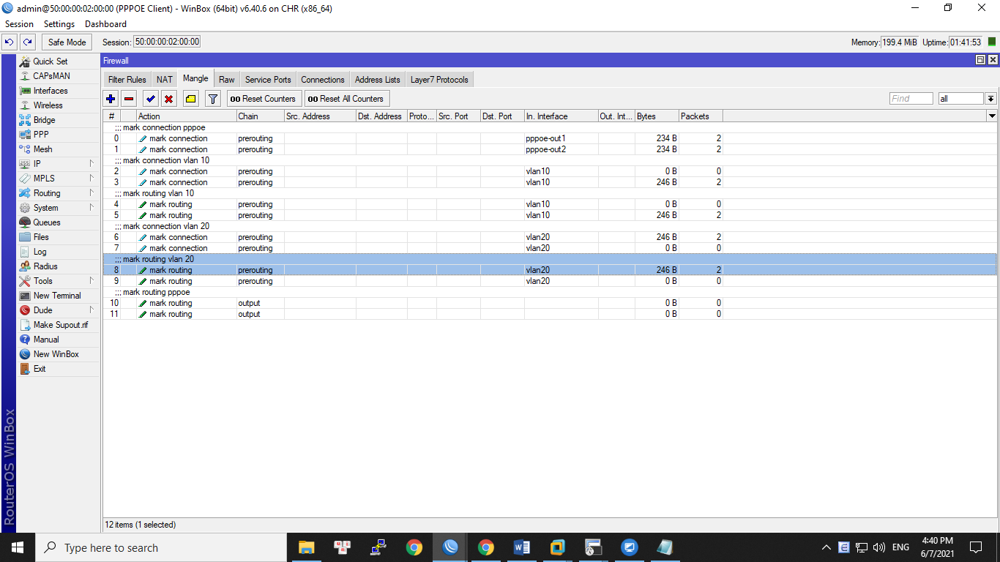 admin@50:00:00:02:00:00 (PPPOE Client) - WinBox (64bit) v6.40.6 on CHR (x86_64)
Session Settings Dashboard
Safe Mode Session: 50:00:00:02:00:00 Memory: 199.4 MiB Uptime: 01:41:53
Quick Set
CAPsMAN
Interfaces
Wireless
Bridge
PPP
Mesh
IP
MPLS
Routing
System
Queues
Files
Log
Radius
Tools
New Terminal
Dude
Make Supout.rif
Manual
New WinBox
Exit
RouterOS WinBox
Firewall
Filter Rules NAT Mangle Raw Service Ports Connections Address Lists Layer7 Protocols
00 Reset Counters 00 Reset All Counters Find all
# Action Chain Src. Address Dst. Address Proto... Src. Port Dst. Port In. Interface Out. Int... Bytes Packets
;;; mark connection pppoe
0 mark connection prerouting pppoe-out1 234 B 2
1 mark connection prerouting pppoe-out2 234 B 2
;;; mark connection vlan 10
2 mark connection prerouting vlan10 0 B 0
3 mark connection prerouting vlan10 246 B 2
;;; mark routing vlan 10
4 mark routing prerouting vlan10 0 B 0
5 mark routing prerouting vlan10 246 B 2
;;; mark connection vlan 20
6 mark connection prerouting vlan20 246 B 2
7 mark connection prerouting vlan20 0 B 0
;;; mark routing vlan 20
8 mark routing prerouting vlan20 246 B 2
9 mark routing prerouting vlan20 0 B 0
;;; mark routing pppoe
10 mark routing output 0 B 0
11 mark routing output 0 B 0
12 items (1 selected)
Type here to search
ENG
4:40 PM
6/7/2021